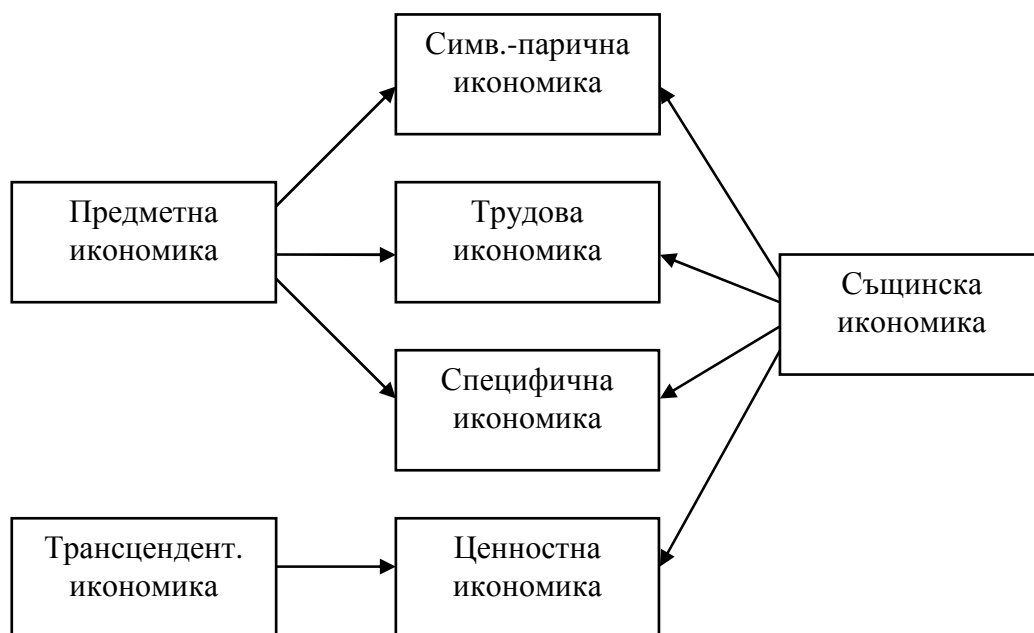 Симв.-парична
икономика
Предметна
икономика
Трудова
икономика
Същинска
икономика
Специфична
икономика
Трансцендент.
икономика
Ценностна
икономика